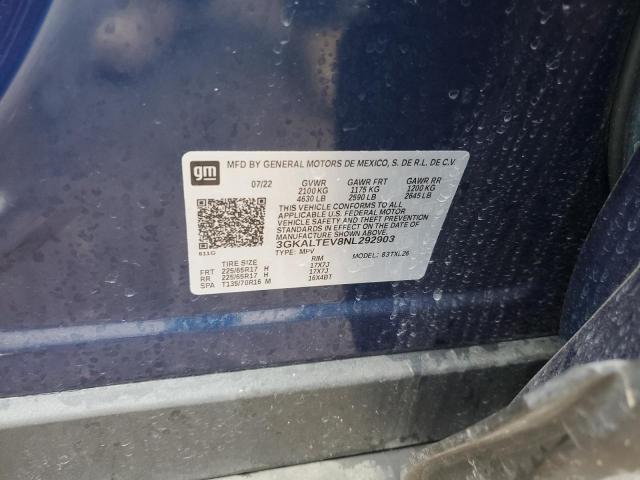 gm MFD BY GENERAL MOTORS DE MEXICO, S. DE R.L. DE C.V.
07/22 GVWR GAWR FRT GAWR RR
2100 KG 1175 KG 1200 KG
4630 LB 2590 LB 2645 LB
THIS VEHICLE CONFORMS TO ALL APPLICABLE
U.S. FEDERAL MOTOR VEHICLE SAFETY, BUMPER,
AND THEFT PREVENTION STANDARDS IN EFFECT ON THE DATE OF
MANUFACTURE SHOWN ABOVE.
3GKALTEV8NL292903
TYPE: MPV MODEL: 83TXL26
TIRE SIZE RIM
FRT 225/65R17 H 17X7J
RR 225/65R17 H 17X7J
SPA T135/70R16 M 16X4BT